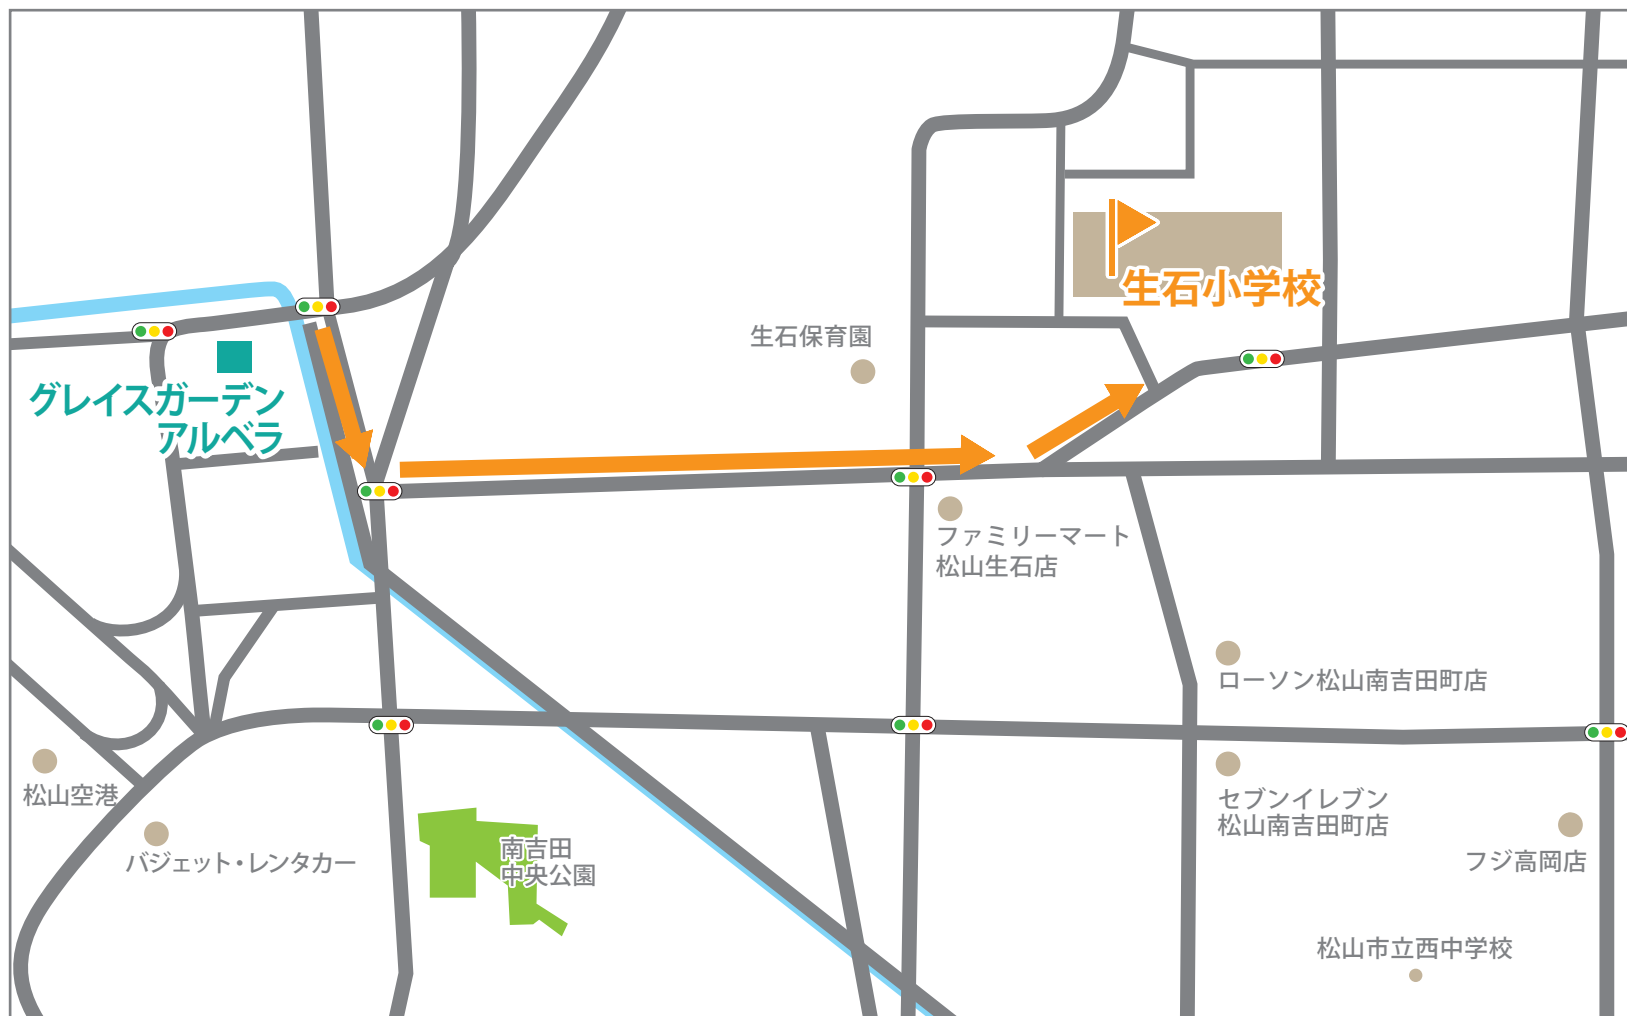 生石小学校
生石保育園
グレイスガーデン
アルベラ
ファミリーマート
松山生石店
ローソン松山南吉田町店
松山空港
セブンイレブン
松山南吉田町店
バジェット・レンタカー
南吉田
中央公園
フジ高岡店
松山市立西中学校